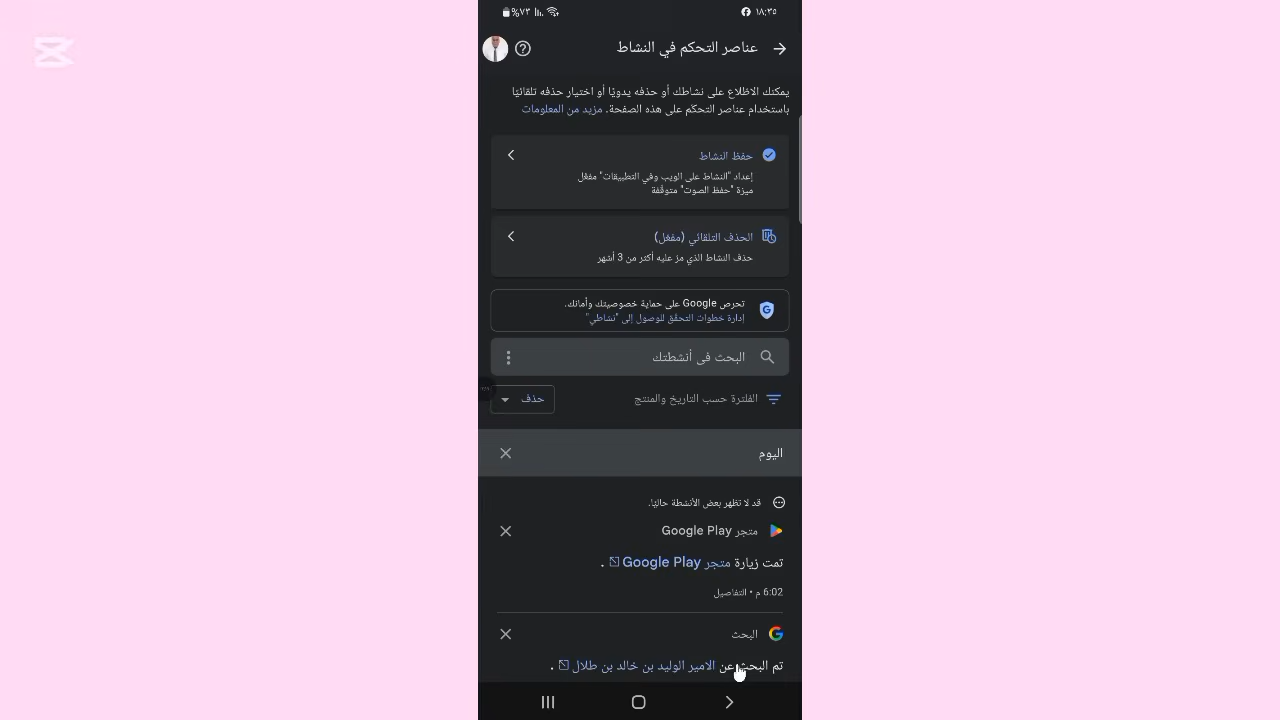 ١٨:٣٥
%٧٣
عناصر التحكم في النشاط
يمكنك الاطّلاع على نشاطك أو حذفه يدويًا أو اختيار حذفه تلقائيًا
باستخدام عناصر التحكّم على هذه الصفحة. مزيد من المعلومات
حفظ النشاط
إعداد "النشاط على الويب وفي التطبيقات" مفعّل
ميزة "حفظ الصوت" متوقّفة
الحذف التلقائي (مفعّل)
حذف النشاط الذي مرّ عليه أكثر من 3 أشهر
تحرص Google على حماية خصوصيتك وأمانك.
إدارة خطوات التحقّق للوصول إلى "نشاطي"
البحث في أنشطتك
الفلترة حسب التاريخ والمنتج
حذف
اليوم
قد لا تظهر بعض الأنشطة حاليًا.
متجر Google Play
تمت زيارة متجر Google Play .
6:02 م • التفاصيل
البحث
تم البحث عن الامير الوليد بن خالد بن طلال .